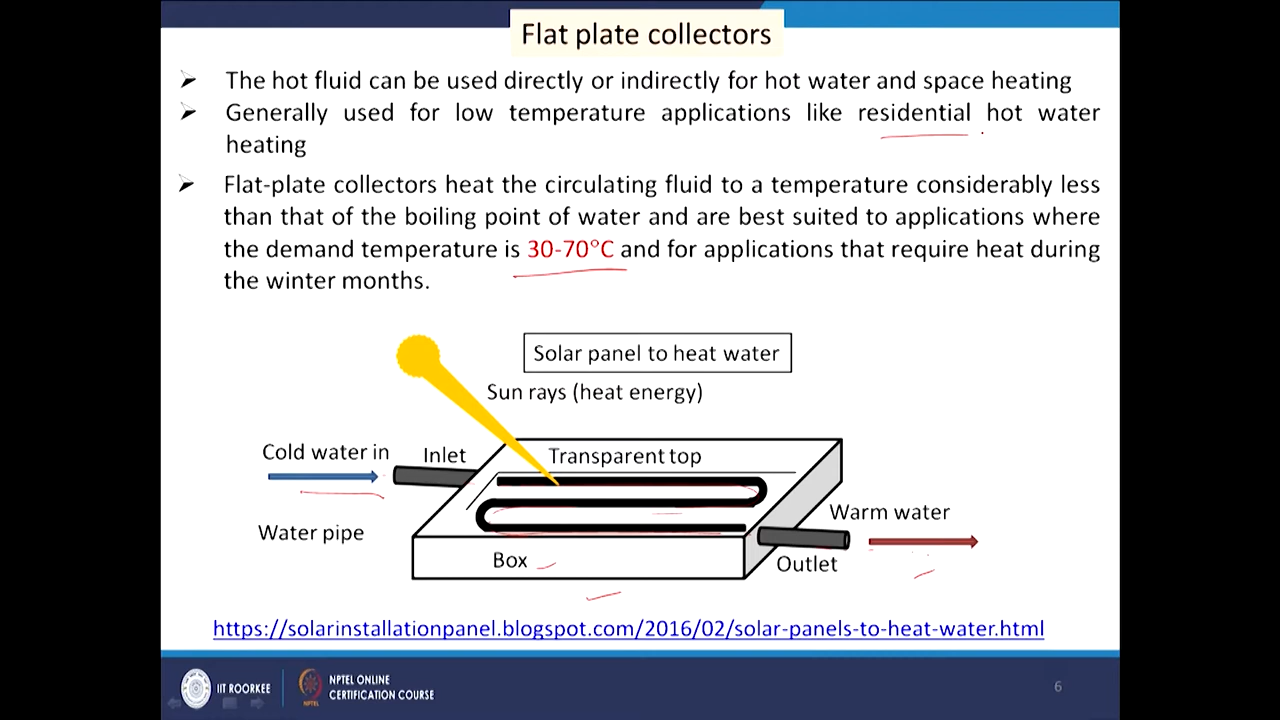 Flat plate collectors
The hot fluid can be used directly or indirectly for hot water and space heating
Generally used for low temperature applications like residential hot water
heating
Flat-plate collectors heat the circulating fluid to a temperature considerably less
than that of the boiling point of water and are best suited to applications where
the demand temperature is 30-70°C and for applications that require heat during
the winter months.
Solar panel to heat water
Sun rays (heat energy)
Cold water in
Inlet
Transparent top
Warm water
Water pipe
Box
Outlet
https://solarinstallationpanel.blogspot.com/2016/02/solar-panels-to-heat-water.html
IIT ROORKEE
NPTEL
NPTEL ONLINE
CERTIFICATION COURSE
6